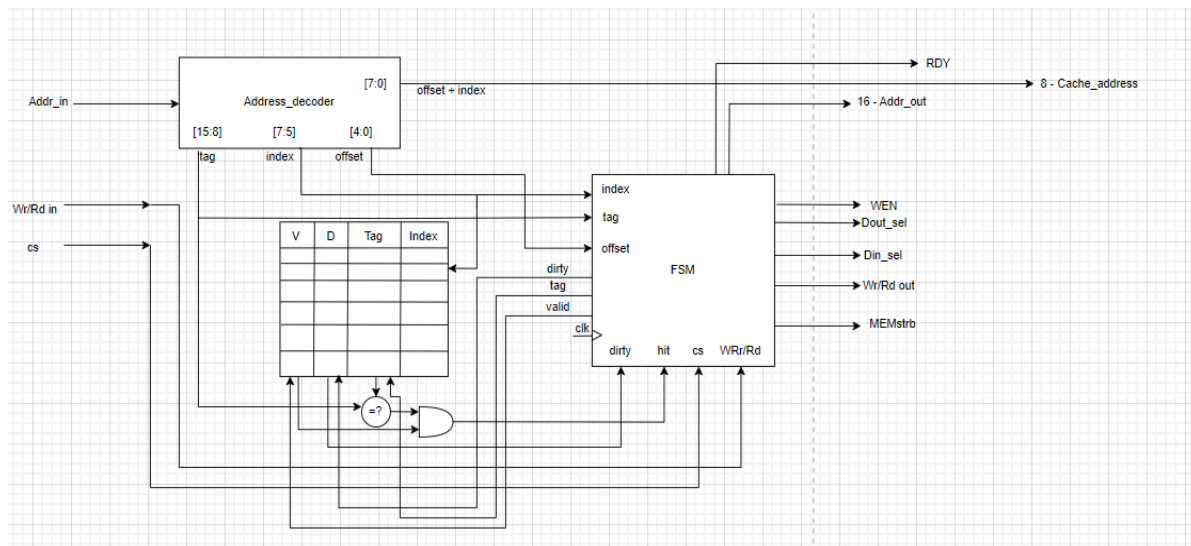 RDY
[7:0]
offset + index
8 - Cache_address
Addr_in
Address_decoder
16 - Addr_out
[15:8]
[7:5]
[4:0]
tag
index
offset
index
Wr/Rd in
WEN
tag
Dout_sel
V
D
Tag
Index
cs
offset
Din_sel
dirty
FSM
tag
Wr/Rd out
valid
clk
MEMstrb
dirty
hit
cs
WRr/Rd
=?